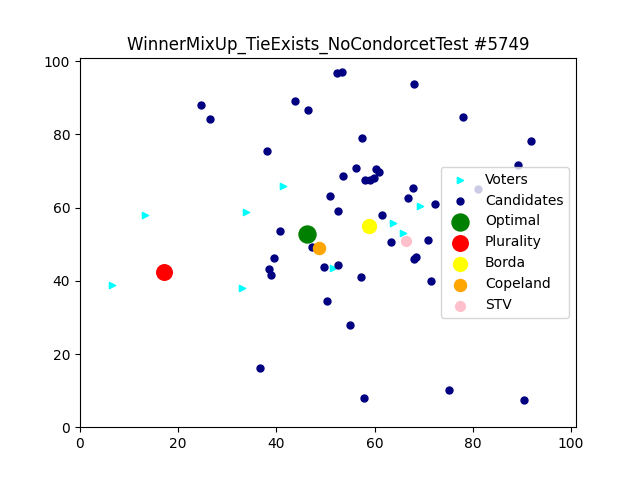 WinnerMixUp_TieExists_NoCondorcetTest #5749
100
80
60
40
20
0
0 20 40 60 80 100
Voters
Candidates
Optimal
Plurality
Borda
Copeland
STV